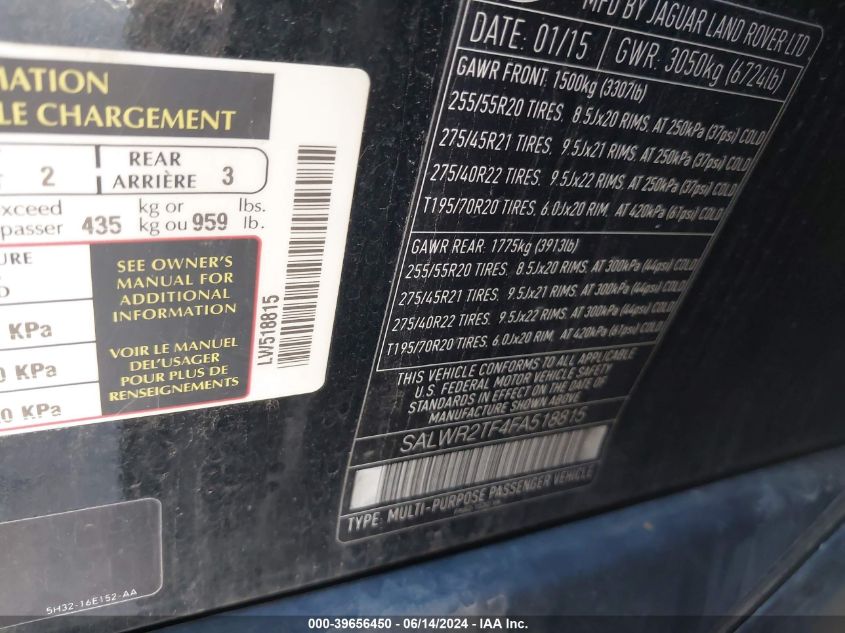 MATION
LE CHARGEMENT
2
REAR
ARRIÈRE
3
exceed
passer
435
kg or
kg ou
959
lbs.
lb.
URE
KPa
0 KPa
0 KPa
SEE OWNER'S
MANUAL FOR
ADDITIONAL
INFORMATION
VOIR LE MANUEL
DEL'USAGER
POUR PLUS DE
RENSEIGNEMENTS
LW518815
MFD BY JAGUAR LAND ROVER LTD
DATE: 01/15
GWR: 3050kg (6724lb)
GAWR FRONT: 1500kg (3307lb)
255/55R20 TIRES, 8.5Jx20 RIMS, AT 250kPa (37psi) COLD
275/45R21 TIRES, 9.5Jx21 RIMS, AT 250kPa (37psi) COLD
275/40R22 TIRES, 9.5Jx22 RIMS, AT 250kPa (37psi) COLD
T195/70R20 TIRES, 6.0Jx20 RIM, AT 420kPa (61psi) COLD
GAWR REAR: 1775kg (3913lb)
255/55R20 TIRES, 8.5Jx20 RIMS, AT 300kPa (44psi) COLD
275/45R21 TIRES, 9.5Jx21 RIMS, AT 300kPa (44psi) COLD
275/40R22 TIRES, 9.5Jx22 RIMS, AT 300kPa (44psi) COLD
T195/70R20 TIRES, 6.0Jx20 RIM, AT 420kPa (61psi) COLD
THIS VEHICLE CONFORMS TO ALL APPLICABLE
U.S. FEDERAL MOTOR VEHICLE SAFETY
STANDARDS IN EFFECT ON THE DATE OF
MANUFACTURE SHOWN ABOVE.
SALWR2TF4FA518815
TYPE: MULTI-PURPOSE PASSENGER VEHICLE
5H32-16E152-AA
000-39656450 - 06/14/2024 - IAAI.COM